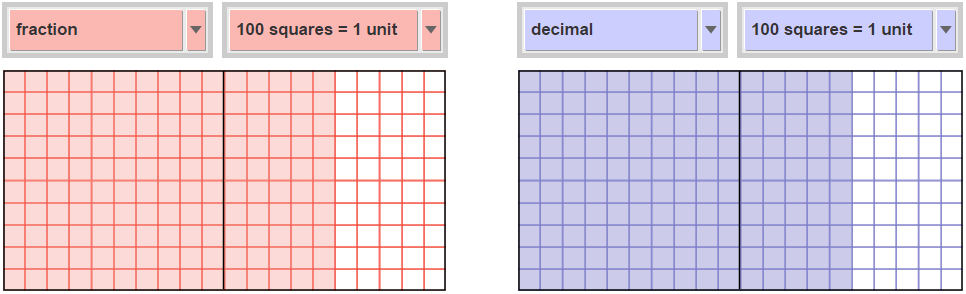 fraction
100 squares = 1 unit
decimal
100 squares = 1 unit